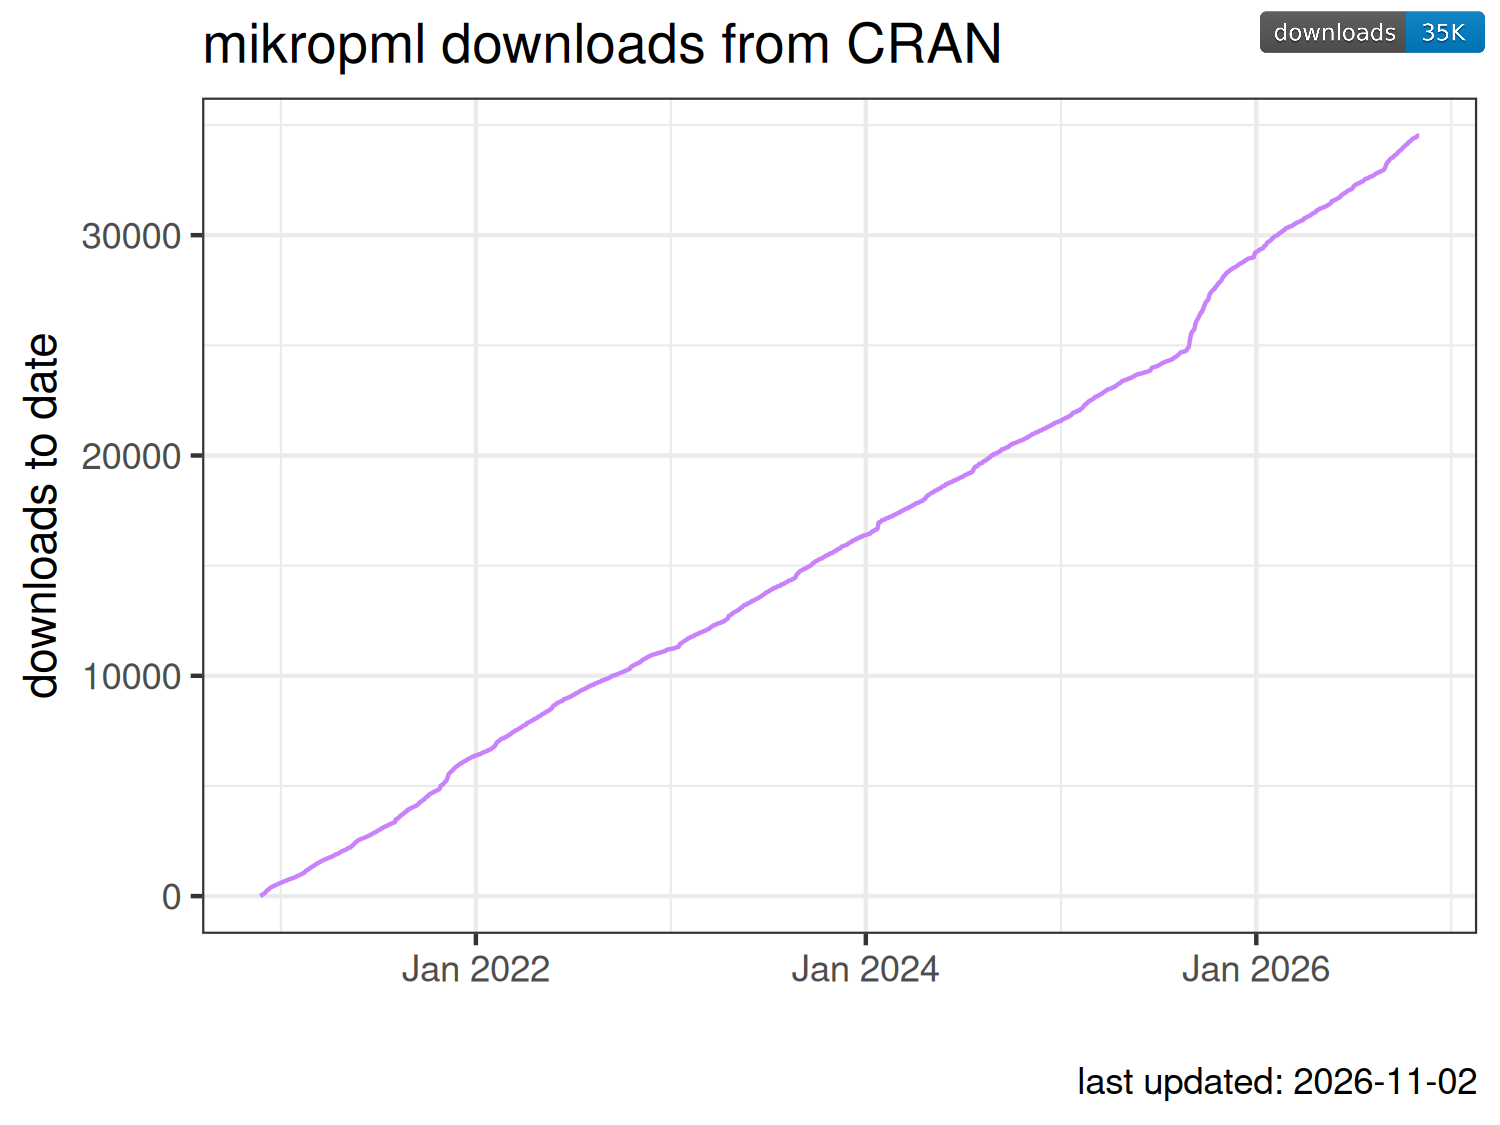 mikropml downloads from CRAN
downloads 35K
downloads to date
30000
20000
10000
0
Jan 2022 Jan 2024 Jan 2026
last updated: 2026-11-02